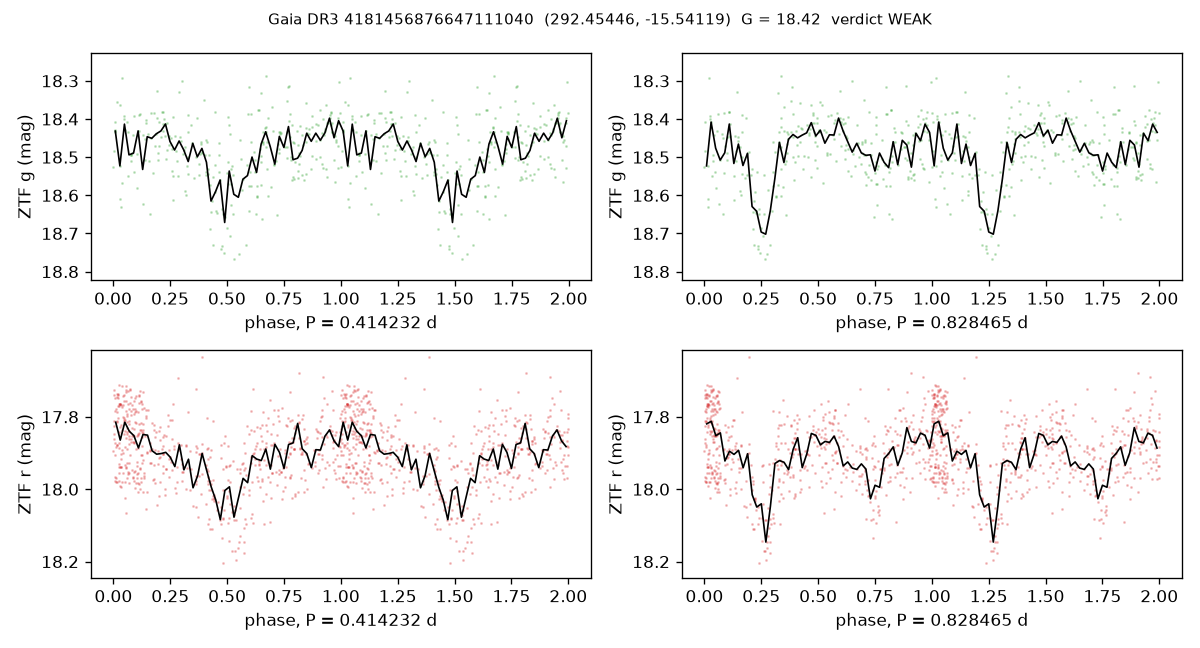 Gaia DR3 4181456876647111040 (292.45446, -15.54119) G = 18.42 verdict WEAK
ZTF g (mag)
18.3
18.4
18.5
18.6
18.7
18.8
0.00 0.25 0.50 0.75 1.00 1.25 1.50 1.75 2.00
phase, P = 0.414232 d
ZTF g (mag)
18.3
18.4
18.5
18.6
18.7
18.8
0.00 0.25 0.50 0.75 1.00 1.25 1.50 1.75 2.00
phase, P = 0.828465 d
ZTF r (mag)
17.8
18.0
18.2
0.00 0.25 0.50 0.75 1.00 1.25 1.50 1.75 2.00
phase, P = 0.414232 d
ZTF r (mag)
17.8
18.0
18.2
0.00 0.25 0.50 0.75 1.00 1.25 1.50 1.75 2.00
phase, P = 0.828465 d